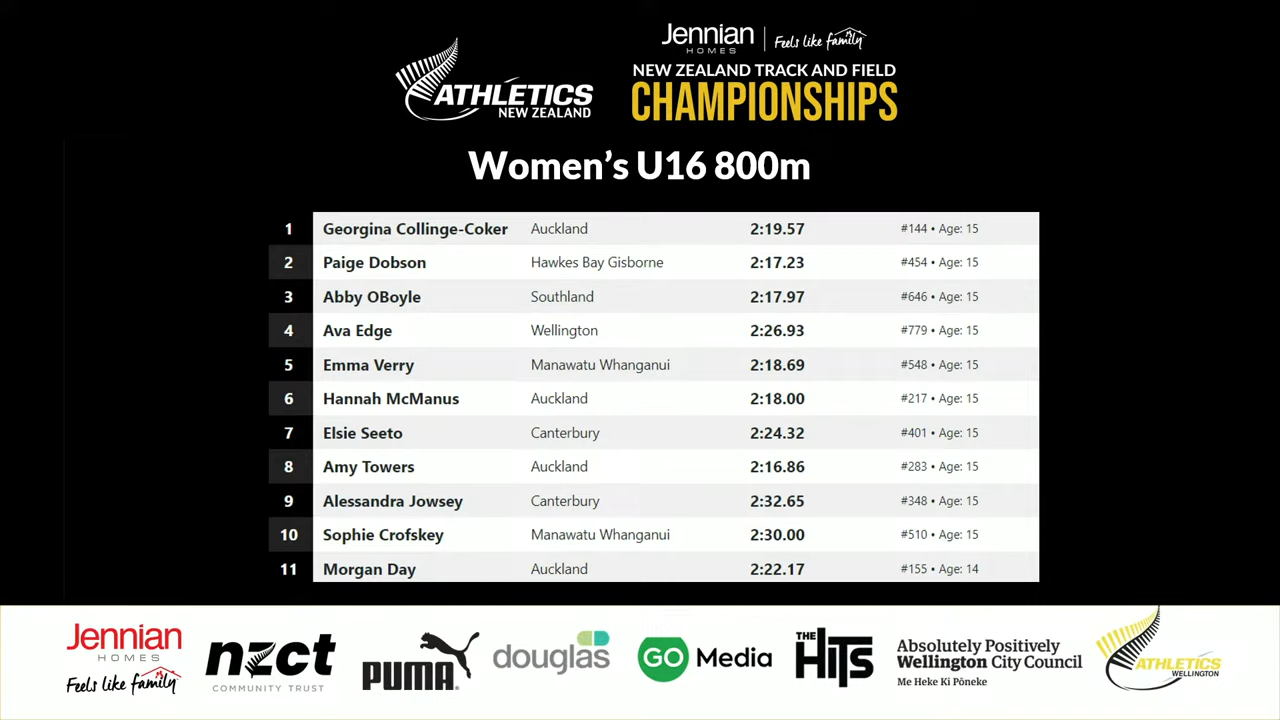 Jennian
HOMES
Feels like family
ATHLETICS
NEW ZEALAND
NEW ZEALAND TRACK AND FIELD
CHAMPIONSHIPS
Women's U16 800m
1 Georgina Collinge-Coker Auckland 2:19.57 #144 • Age: 15
2 Paige Dobson Hawkes Bay Gisborne 2:17.23 #454 • Age: 15
3 Abby OBoyle Southland 2:17.97 #646 • Age: 15
4 Ava Edge Wellington 2:26.93 #779 • Age: 15
5 Emma Verry Manawatu Whanganui 2:18.69 #548 • Age: 15
6 Hannah McManus Auckland 2:18.00 #217 • Age: 15
7 Elsie Seeto Canterbury 2:24.32 #401 • Age: 15
8 Amy Towers Auckland 2:16.86 #283 • Age: 15
9 Alessandra Jowsey Canterbury 2:32.65 #348 • Age: 15
10 Sophie Crofskey Manawatu Whanganui 2:30.00 #510 • Age: 15
11 Morgan Day Auckland 2:22.17 #155 • Age: 14
Jennian
HOMES
Feels like family
nzct
COMMUNITY TRUST
PUMA
douglas
GO Media
THE HITS
Absolutely Positively
Wellington City Council
Me Heke Ki Pōneke
ATHLETICS
WELLINGTON